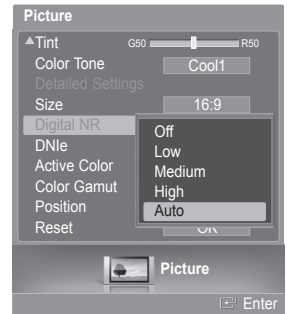 Picture
▲Tint G50 R50
Color Tone Cool1
Detailed Settings
Size 16:9
Digital NR
Off
DNIe
Low
Active Color
Medium
Color Gamut
High
Position
Auto
Reset OK
Picture
Enter